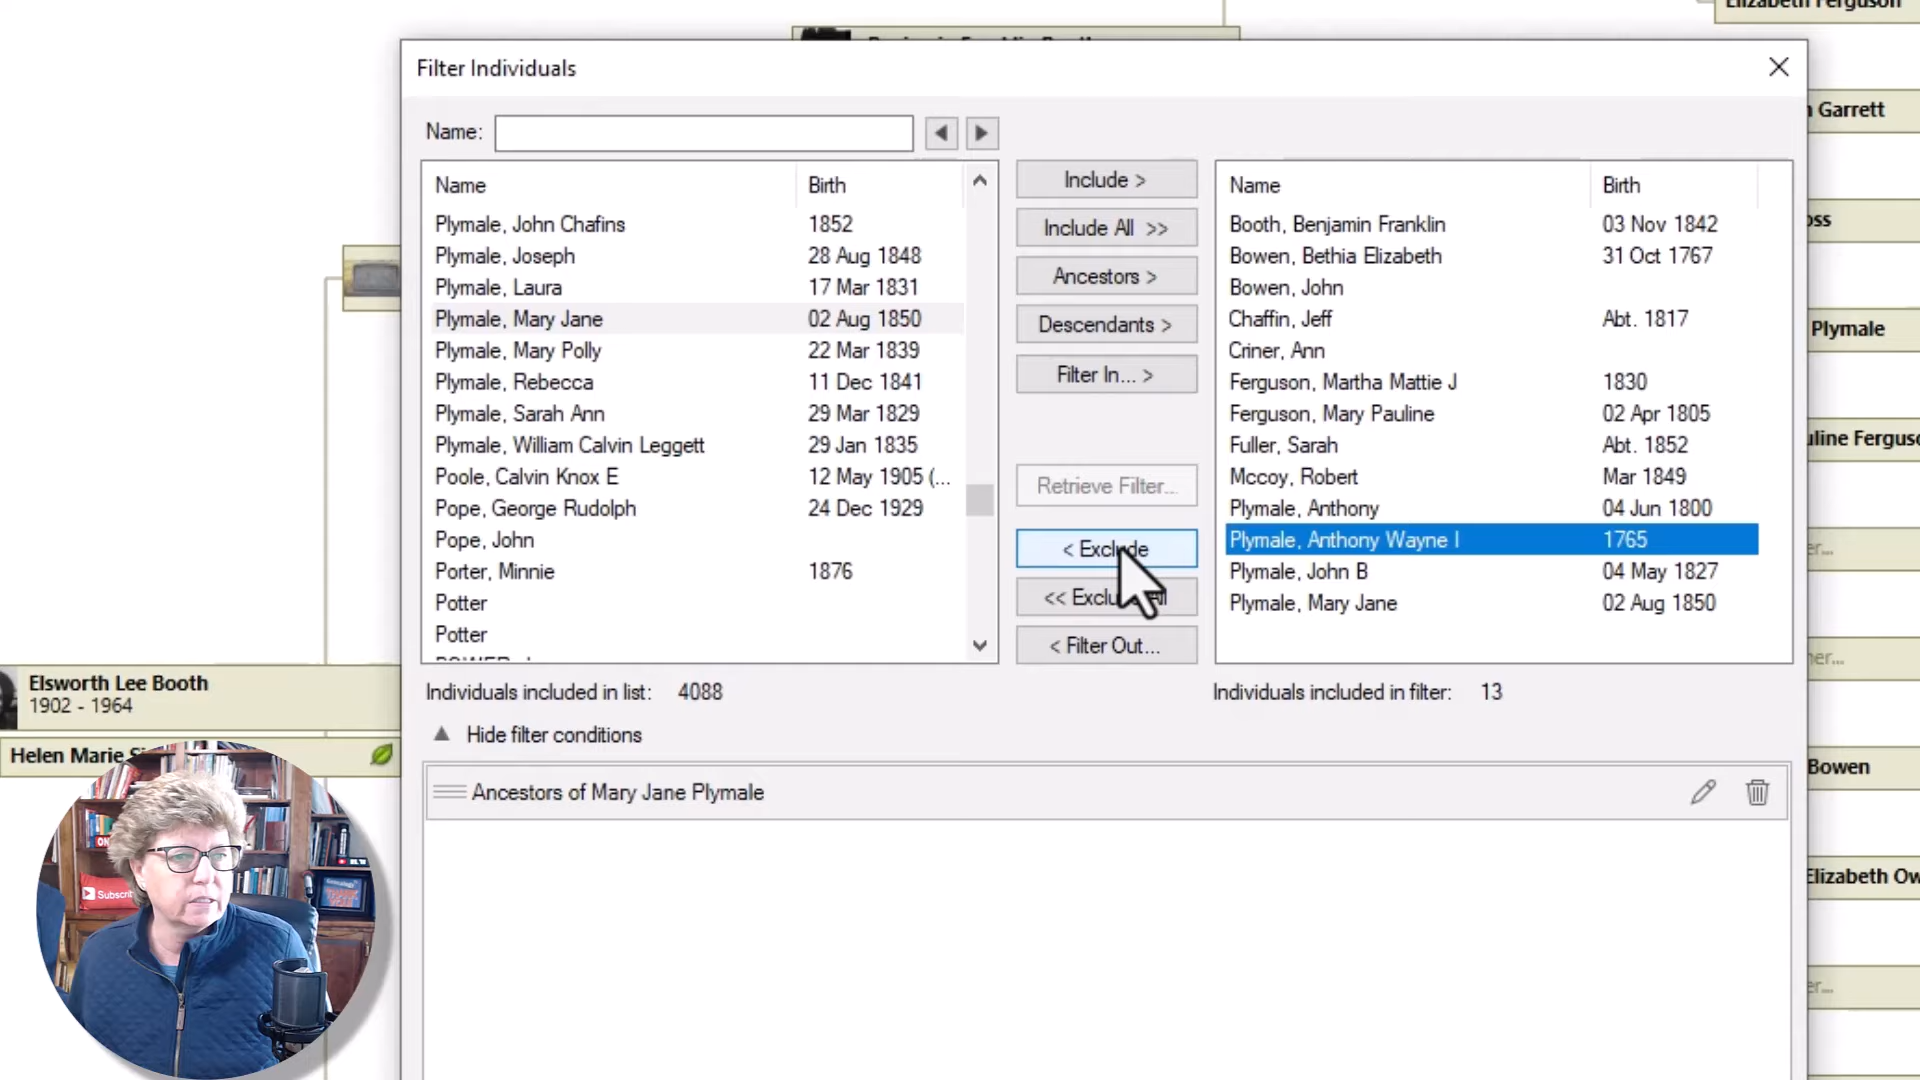 Elizabeth Ferguson
Filter Individuals
Name:
Name Birth
Plymale, John Chafins 1852
Plymale, Joseph 28 Aug 1848
Plymale, Laura 17 Mar 1831
Plymale, Mary Jane 02 Aug 1850
Plymale, Mary Polly 22 Mar 1839
Plymale, Rebecca 11 Dec 1841
Plymale, Sarah Ann 29 Mar 1829
Plymale, William Calvin Leggett 29 Jan 1835
Poole, Calvin Knox E 12 May 1905 (...
Pope, George Rudolph 24 Dec 1929
Pope, John
Porter, Minnie 1876
Potter
Potter
Include >
Include All >>
Ancestors >
Descendants >
Filter In... >
Retrieve Filter...
< Exclude
<< Exclude All
< Filter Out...
Name Birth
Booth, Benjamin Franklin 03 Nov 1842
Bowen, Bethia Elizabeth 31 Oct 1767
Bowen, John
Chaffin, Jeff Abt. 1817
Criner, Ann
Ferguson, Martha Mattie J 1830
Ferguson, Mary Pauline 02 Apr 1805
Fuller, Sarah Abt. 1852
Mccoy, Robert Mar 1849
Plymale, Anthony 04 Jun 1800
Plymale, Anthony Wayne I 1765
Plymale, John B 04 May 1827
Plymale, Mary Jane 02 Aug 1850
Individuals included in list: 4088
Individuals included in filter: 13
Hide filter conditions
Ancestors of Mary Jane Plymale
Elsworth Lee Booth
1902 - 1964
Helen Marie
Garrett
Plymale
Bowen
Elizabeth
Subscrib